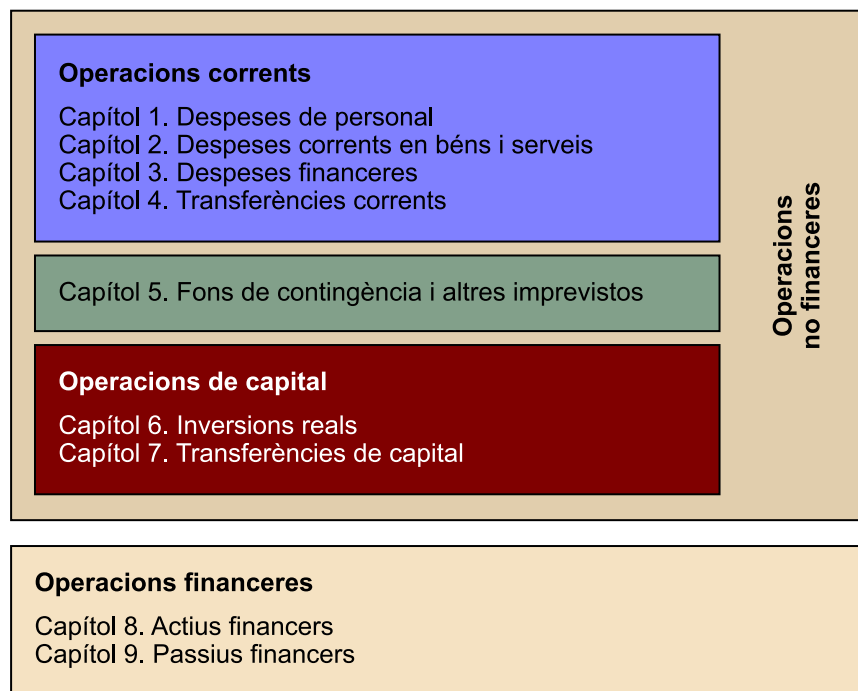 Operacions corrents
Capítol 1. Despeses de personal
Capítol 2. Despeses corrents en béns i serveis
Capítol 3. Despeses financeres
Capítol 4. Transferències corrents
Capítol 5. Fons de contingència i altres imprevistos
Operacions de capital
Capítol 6. Inversions reals
Capítol 7. Transferències de capital
Operacions
no financeres
Operacions financeres
Capítol 8. Actius financers
Capítol 9. Passius financers